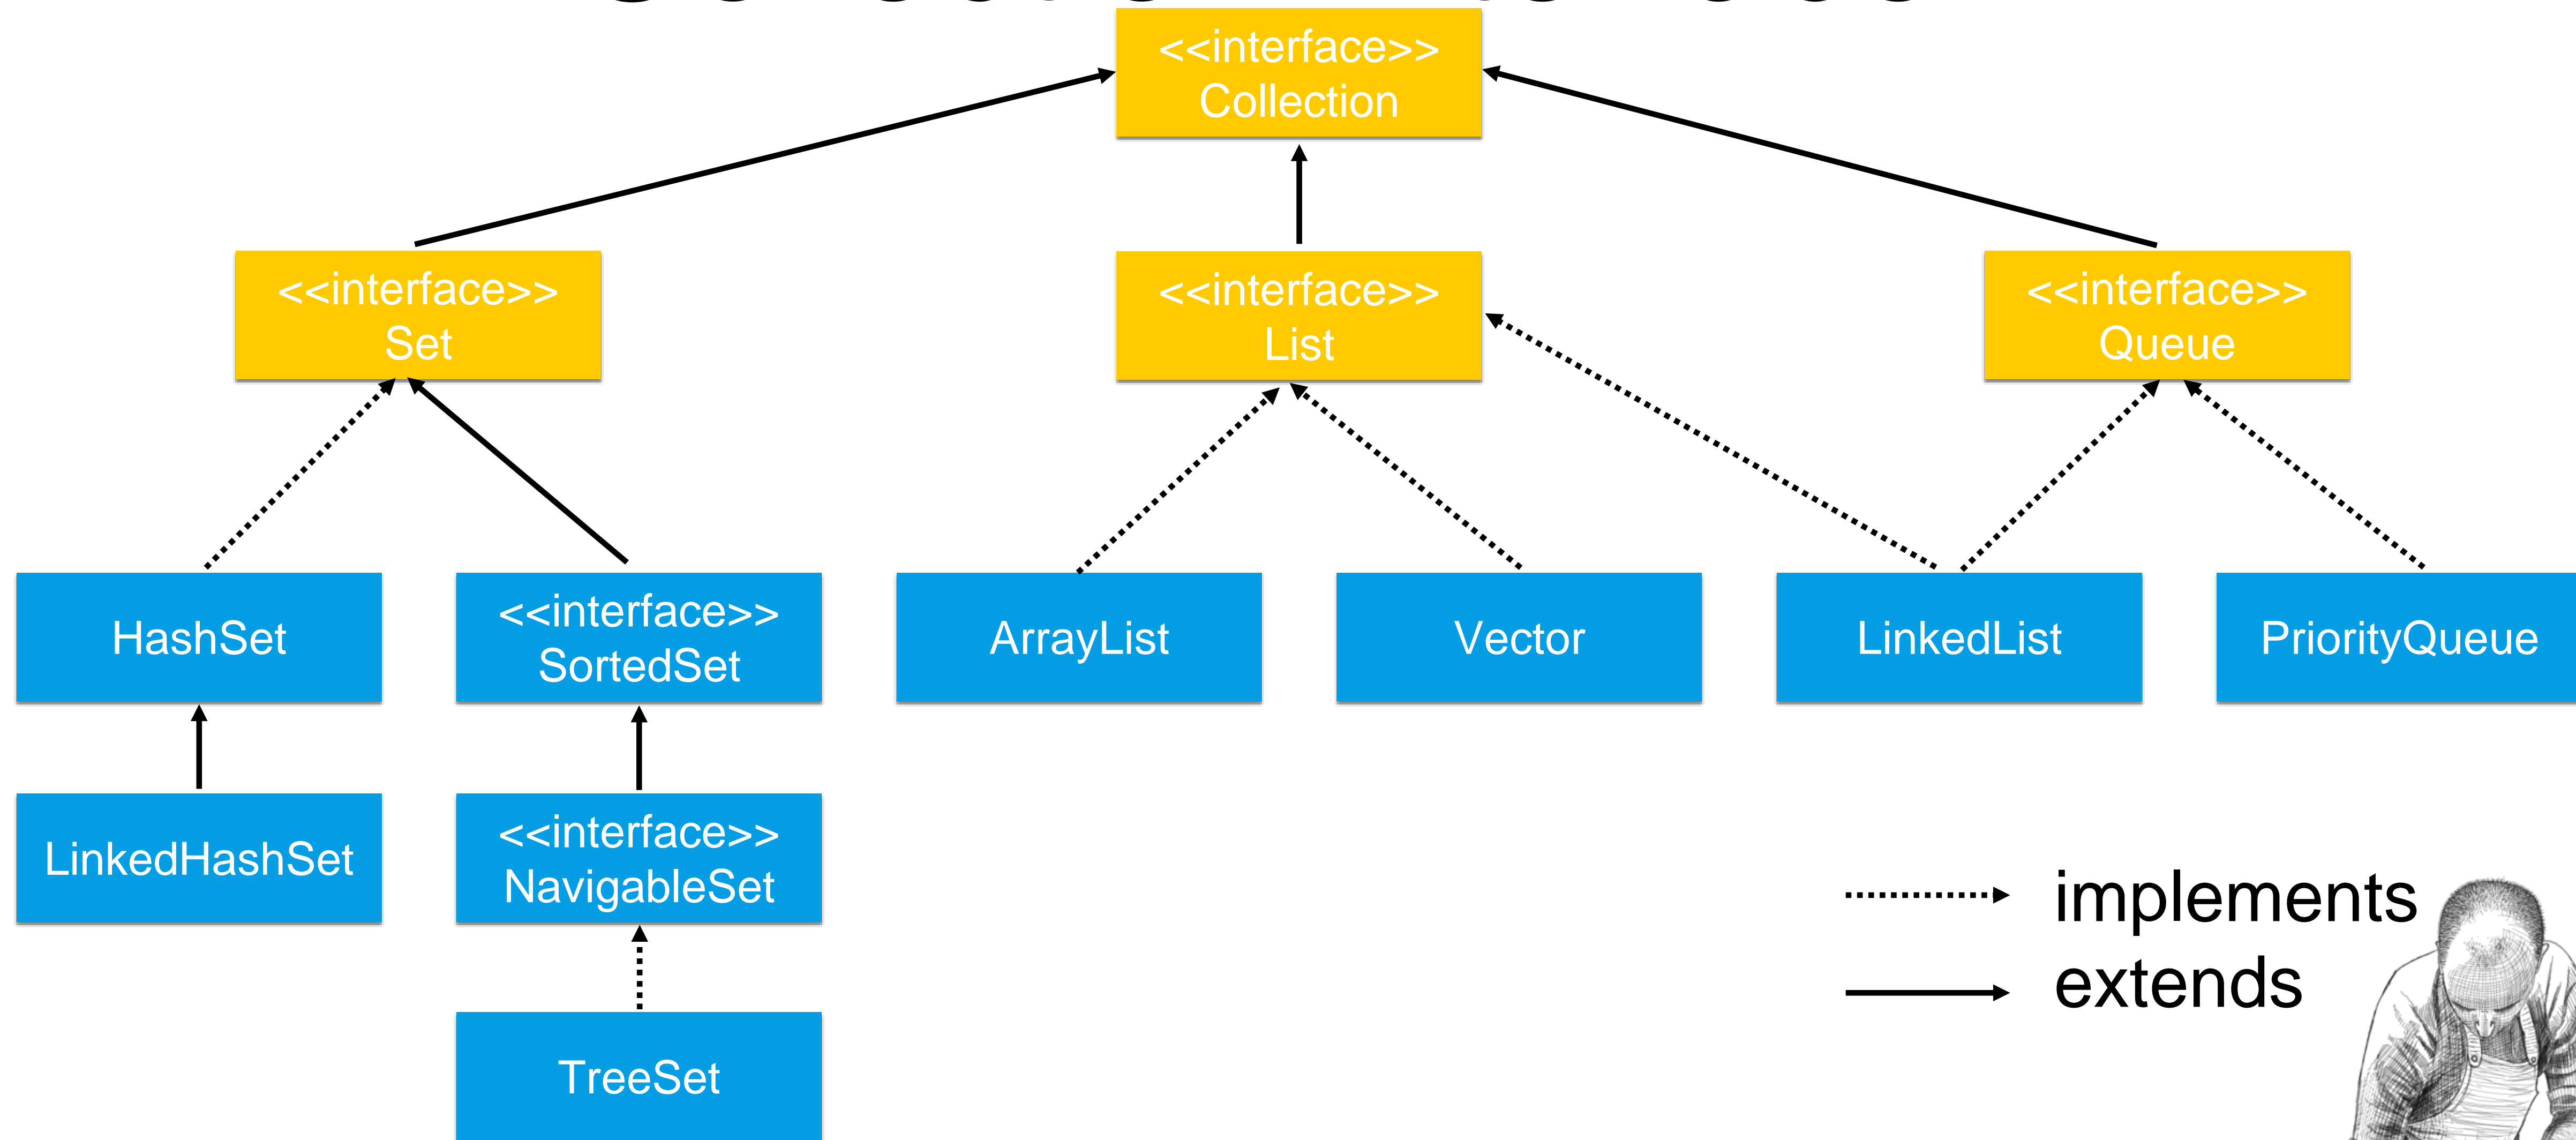 <<interface>>
Collection
<<interface>>
Set
<<interface>>
List
<<interface>>
Queue
HashSet
<<interface>>
SortedSet
ArrayList
Vector
LinkedList
PriorityQueue
LinkedHashSet
<<interface>>
NavigableSet
TreeSet
implements
extends